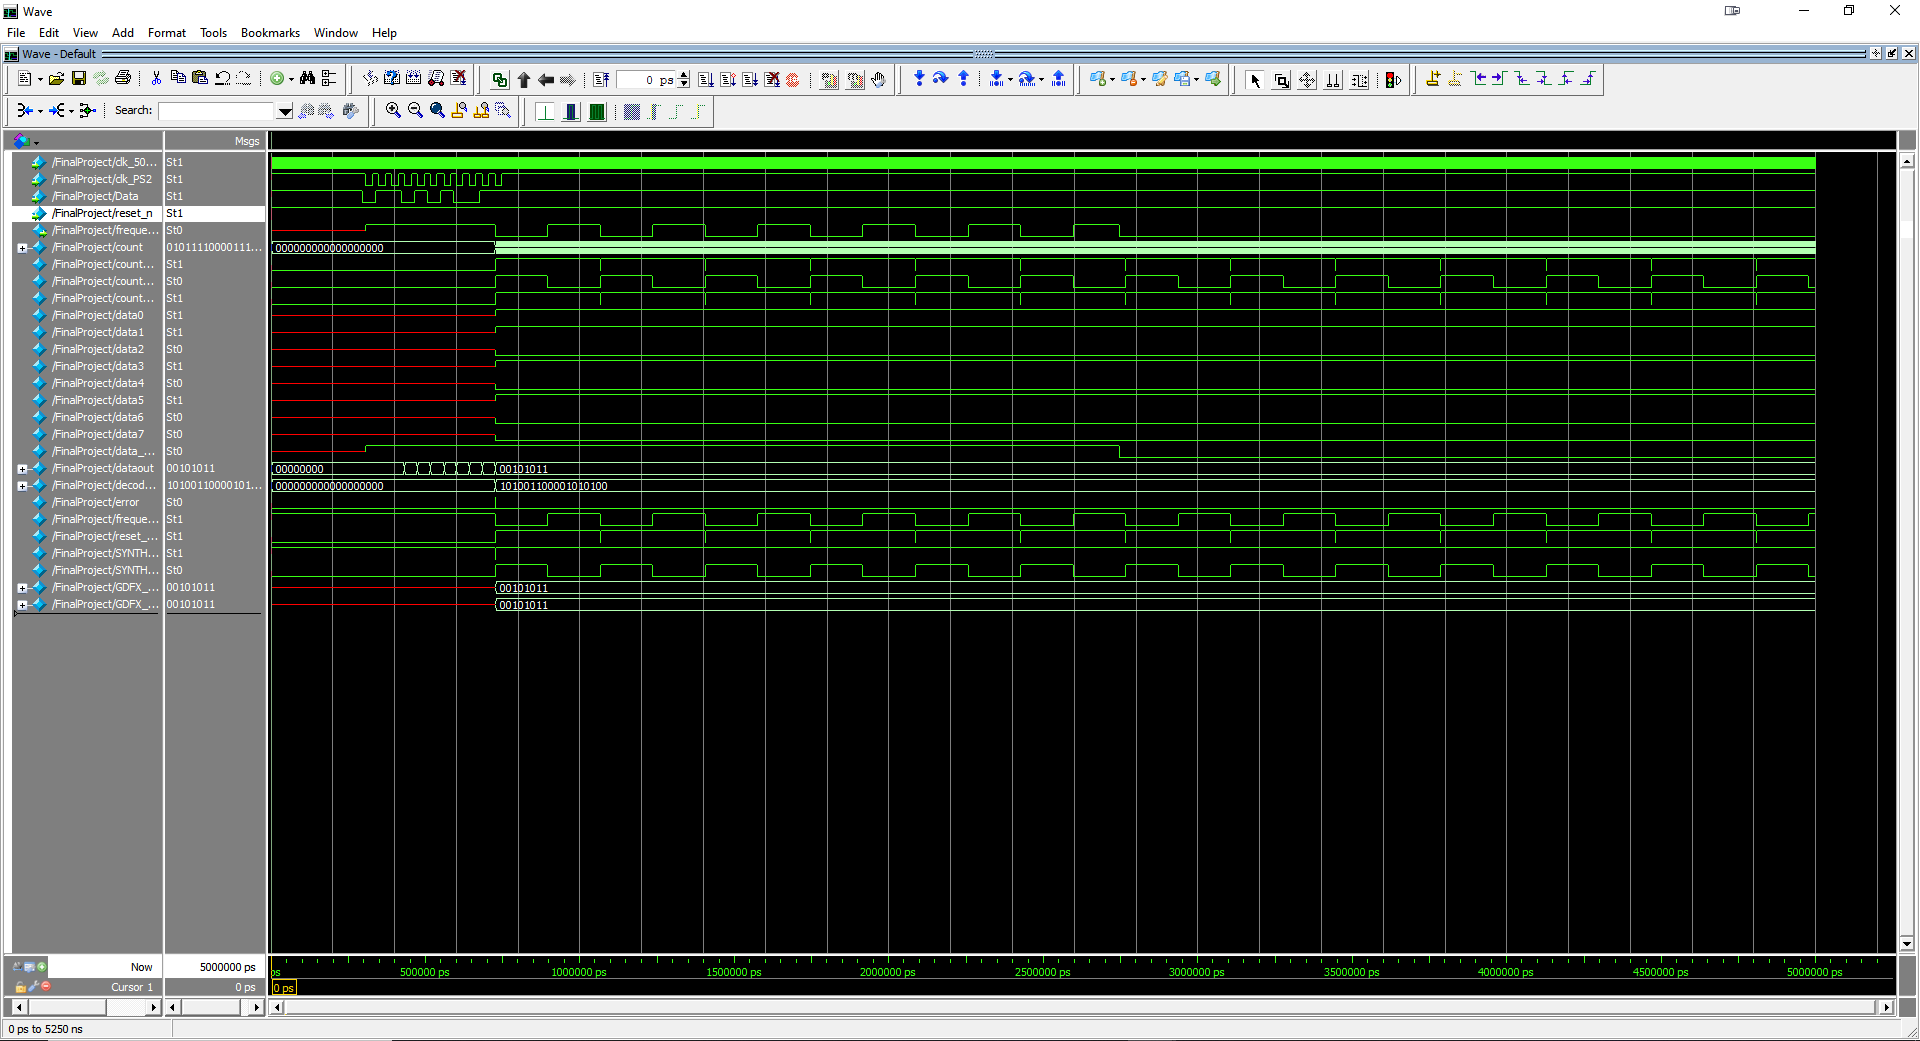 Wave
File Edit View Add Format Tools Bookmarks Window Help
Wave - Default
0 ps
Search:
Msgs
/FinalProject/clk_50... St1
/FinalProject/clk_PS2 St1
/FinalProject/Data St1
/FinalProject/reset_n St1
/FinalProject/freque... St0
/FinalProject/count 01011110000111... 000000000000000000
/FinalProject/count... St1
/FinalProject/count... St0
/FinalProject/count... St1
/FinalProject/data0 St1
/FinalProject/data1 St1
/FinalProject/data2 St0
/FinalProject/data3 St1
/FinalProject/data4 St0
/FinalProject/data5 St1
/FinalProject/data6 St0
/FinalProject/data7 St0
/FinalProject/data_... St0
/FinalProject/dataout 00101011 00000000 00101011
/FinalProject/decod... 10100110000101... 000000000000000000 101001100001010100
/FinalProject/error St0
/FinalProject/freque... St1
/FinalProject/reset_... St1
/FinalProject/SYNTH... St1
/FinalProject/SYNTH... St0
/FinalProject/GDFX_... 00101011 00101011
/FinalProject/GDFX_... 00101011 00101011
Now 5000000 ps ps 500000 ps 1000000 ps 1500000 ps 2000000 ps 2500000 ps 3000000 ps 3500000 ps 4000000 ps 4500000 ps 5000000 ps
Cursor 1 0 ps 0 ps
0 ps to 5250 ns